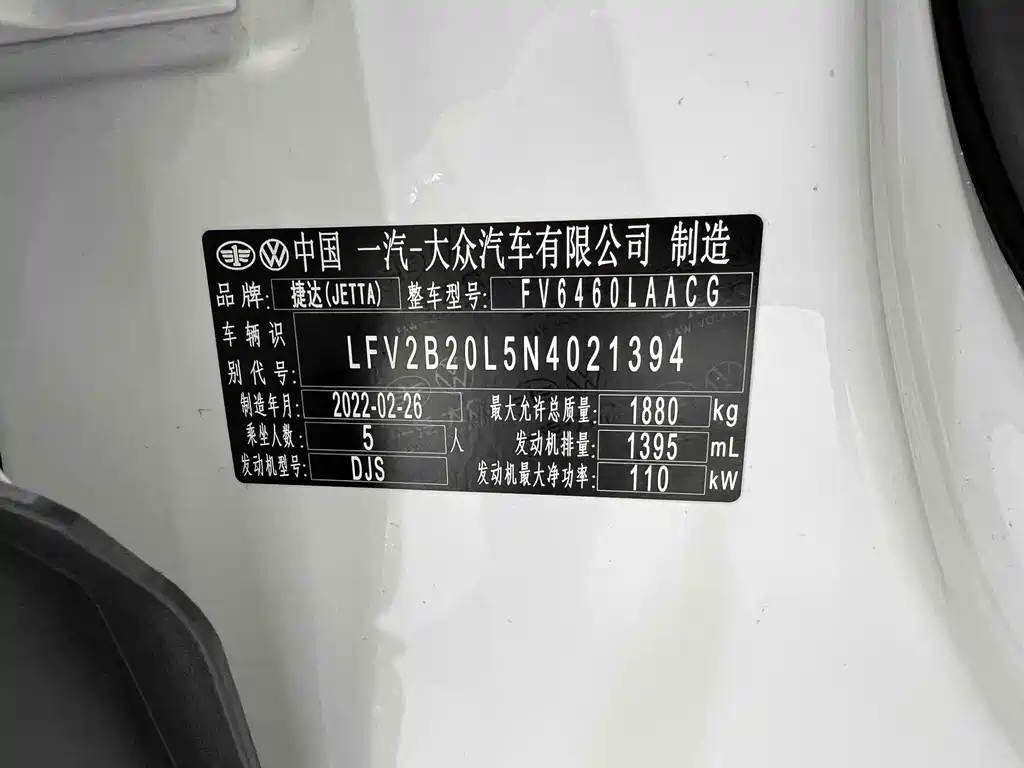 中国 一汽-大众汽车有限公司 制造
品牌: 捷达(JETTA) 整车型号: FV6460LAACG
车辆识别代号: LFV2B20L5N4021394
制造年月: 2022-02-26 最大允许总质量: 1880 kg
乘坐人数: 5 人 发动机排量: 1395 mL
发动机型号: DJS 发动机最大净功率: 110 kW